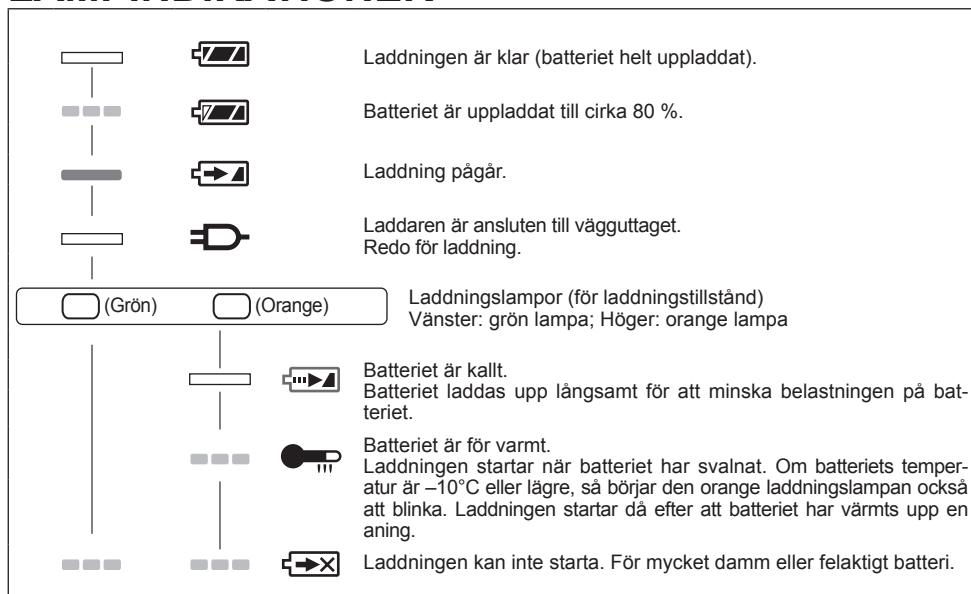 Laddningen är klar (batteriet helt uppladdat).
Batteriet är uppladdat till cirka 80 %.
Laddning pågår.
Laddaren är ansluten till vägguttaget.
Redo för laddning.
(Grön) (Orange)
Laddningslampor (för laddningstillstånd)
Vänster: grön lampa; Höger: orange lampa
Batteriet är kallt.
Batteriet laddas upp långsamt för att minska belastningen på bat-
teriet.
Batteriet är för varmt.
Laddningen startar när batteriet har svalnat. Om batteriets temper-
atur är –10°C eller lägre, så börjar den orange laddningslampan också
att blinka. Laddningen startar då efter att batteriet har värmts upp en
aning.
Laddningen kan inte starta. För mycket damm eller felaktigt batteri.